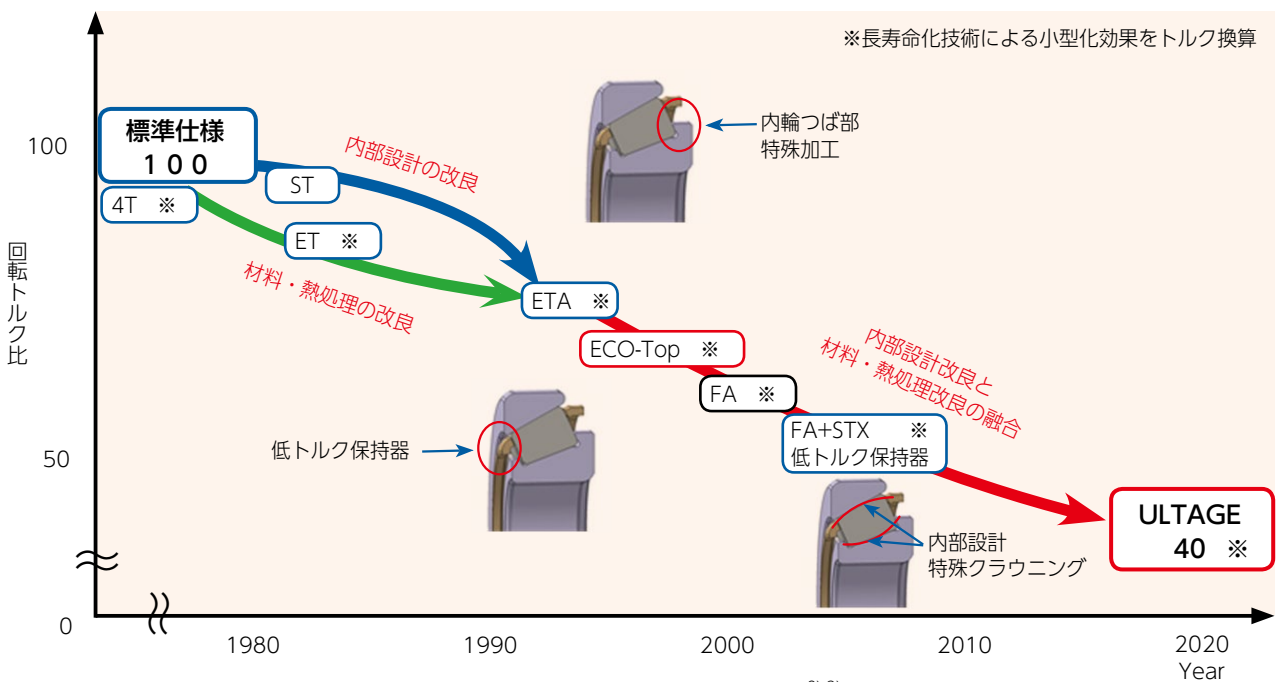 ※長寿命化技術による小型化効果をトルク換算
回転トルク比
100
50
0
標準仕様
100
4T ※
ST
ET ※
内部設計の改良
材料・熱処理の改良
内輪つば部
特殊加工
ETA ※
ECO-Top ※
FA ※
内部設計改良と
材料・熱処理改良の融合
FA+STX ※
低トルク保持器
低トルク保持器
内部設計
特殊クラウニング
ULTAGE
40 ※
1980
1990
2000
2010
2020
Year